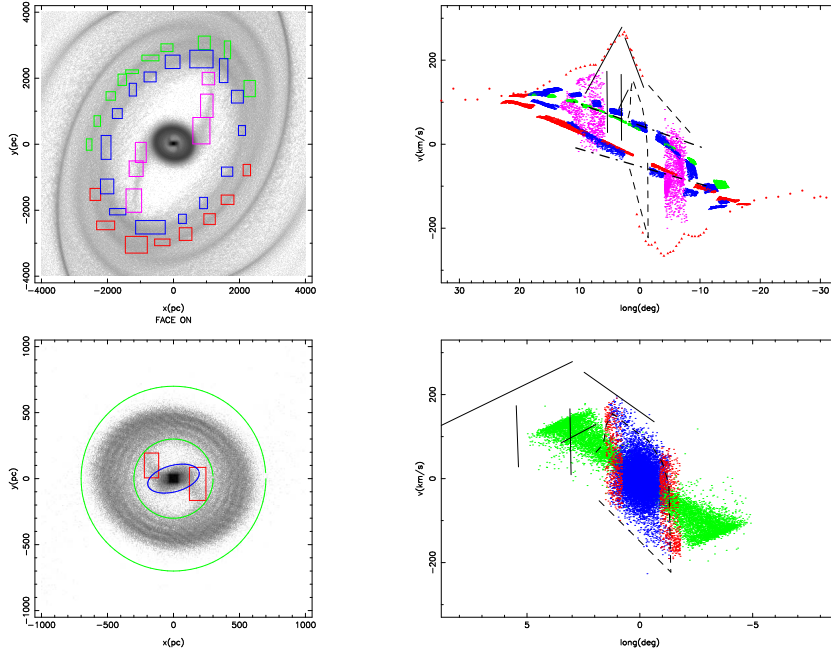 4000
2000
0
−2000
−4000
y(pc)
−4000 −2000 0 2000 4000
x(pc)
FACE ON
200
0
−200
v(km/s)
30 20 10 0 −10 −20 −30
long(deg)
1000
500
0
−500
−1000
y(pc)
−1000 −500 0 500 1000
x(pc)
200
0
−200
v(km/s)
5 0 −5
long(deg)